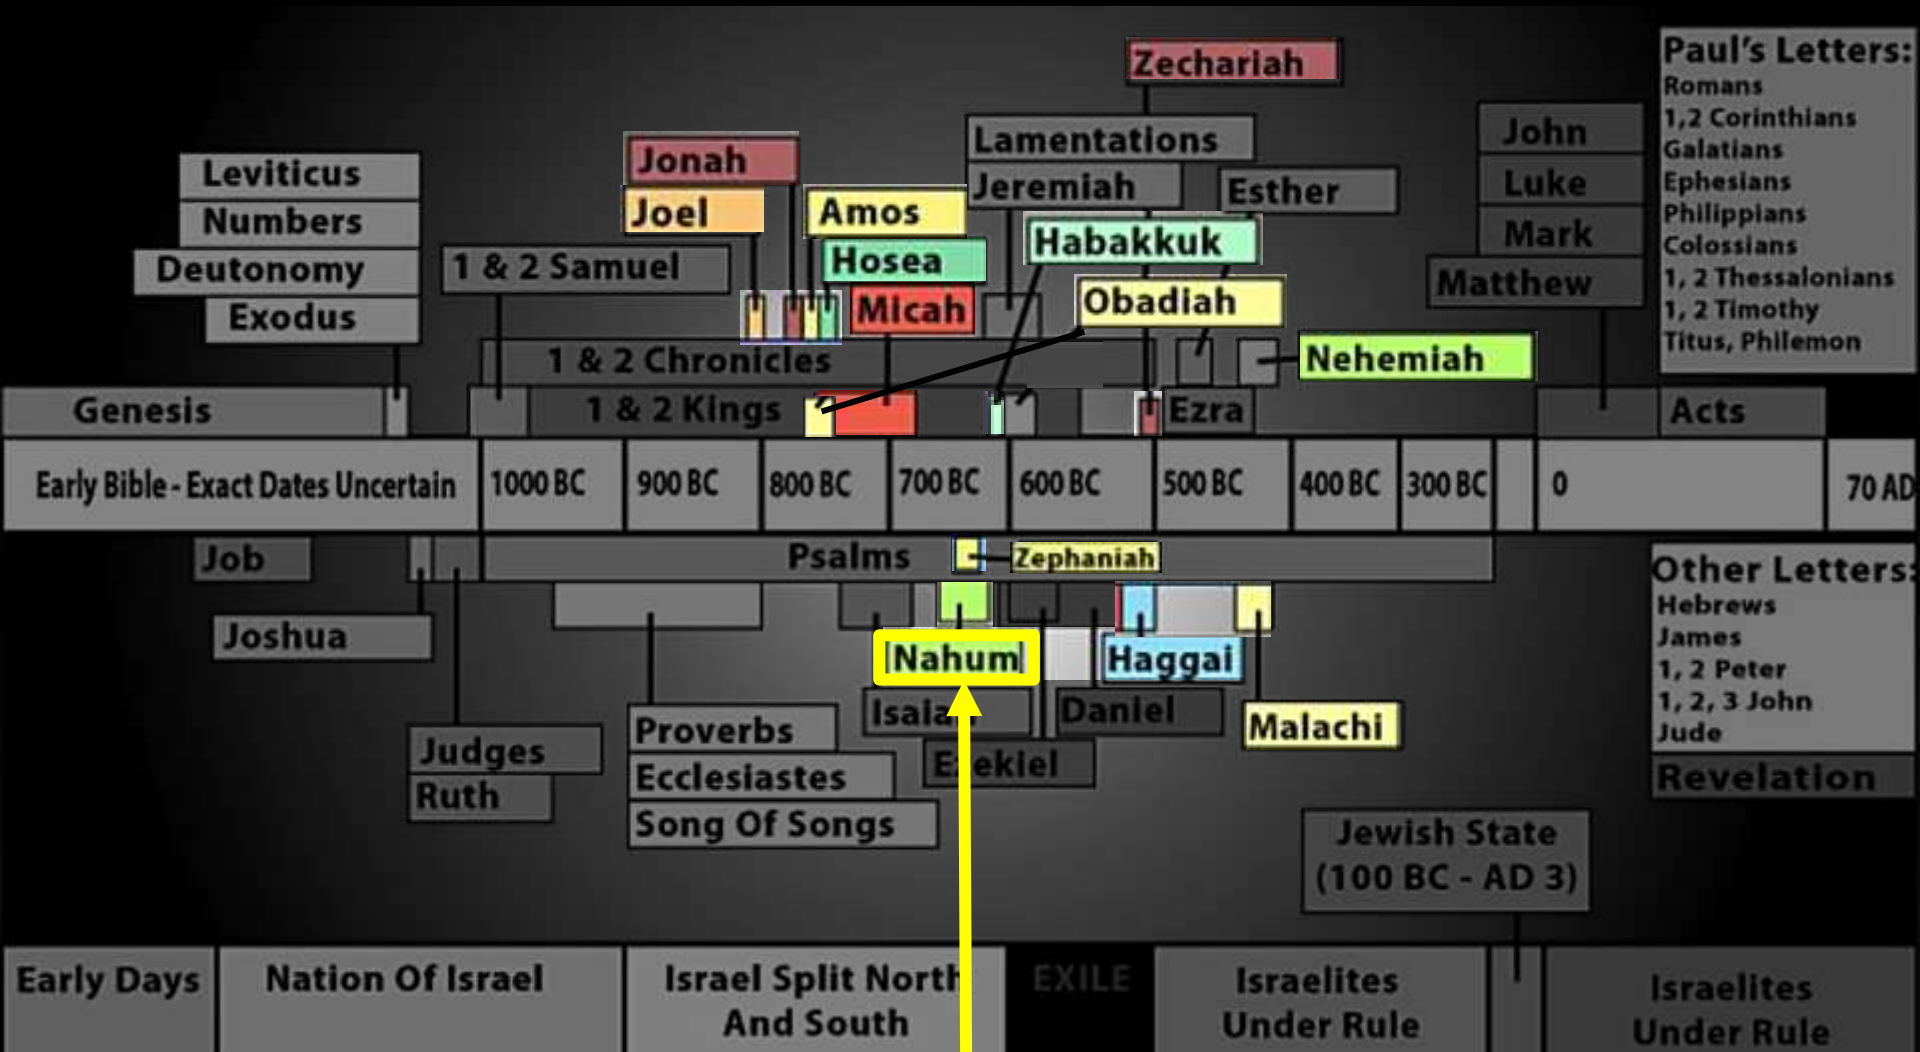 Zechariah
Paul's Letters:
Romans
1,2 Corinthians
Galatians
Ephesians
Philippians
Colossians
1, 2 Thessalonians
1, 2 Timothy
Titus, Philemon
John
Luke
Mark
Matthew
Lamentations
Jeremiah
Esther
Jonah
Joel
Amos
Habakkuk
Hosea
Obadiah
Micah
Nehemiah
Leviticus
Numbers
Deutonomy
Exodus
1 & 2 Samuel
1 & 2 Chronicles
Genesis
1 & 2 Kings
Ezra
Acts
Early Bible - Exact Dates Uncertain
1000 BC
900 BC
800 BC
700 BC
600 BC
500 BC
400 BC
300 BC
0
70 AD
Job
Psalms
Zephaniah
Other Letters:
Hebrews
James
1, 2 Peter
1, 2, 3 John
Jude
Revelation
Joshua
Nahum
Haggai
Daniel
Malachi
Judges
Ruth
Proverbs
Ecclesiastes
Song Of Songs
Jewish State
(100 BC - AD 3)
Early Days
Nation Of Israel
Israel Split North
And South
EXILE
Israelites
Under Rule
Israelites
Under Rule